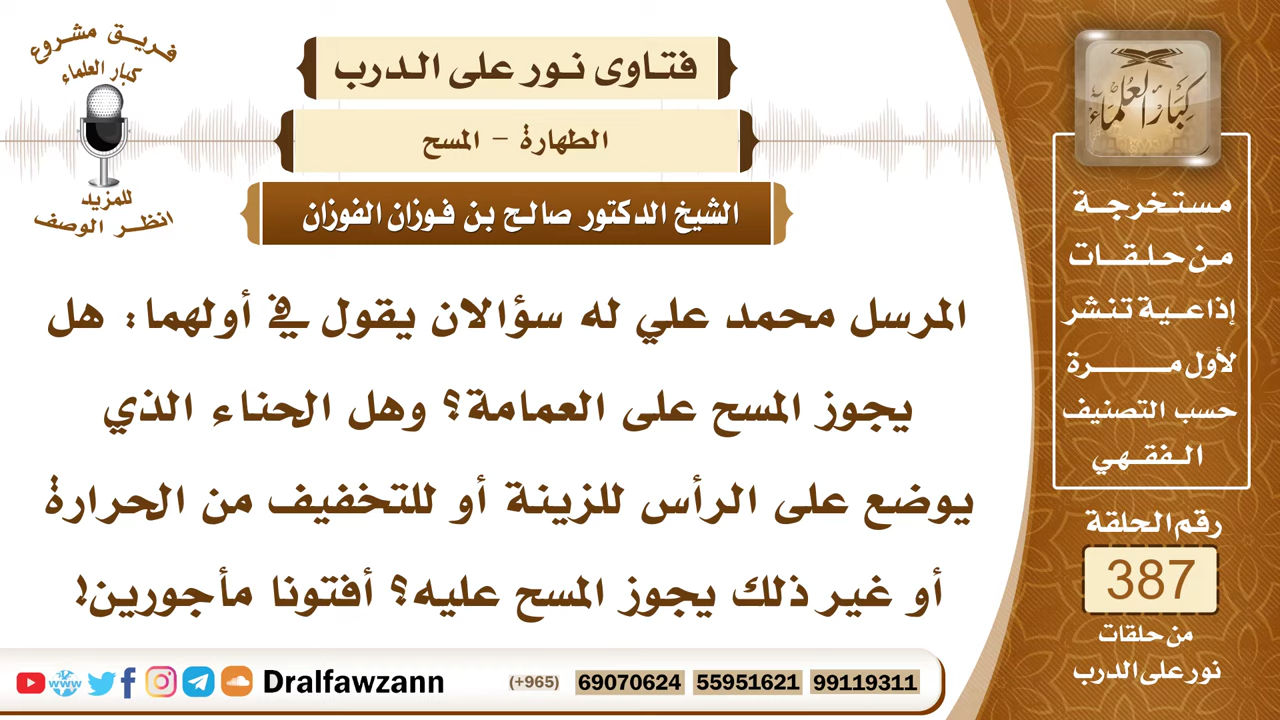 فريق مشروع
كبار العلماء
للمزيد
انظر الوصف
فتاوى نور على الدرب
الطهارة - المسح
الشيخ الدكتور صالح بن فوزان الفوزان
المرسل محمد علي له سؤالان يقول في أولهما: هل
يجوز المسح على العمامة؟ وهل الحناء الذي
يوضع على الرأس للزينة أو للتخفيف من الحرارة
أو غير ذلك يجوز المسح عليه؟ أفتونا مأجورين!
كبار العلماء
مستخرجة
من حلقات
إذاعية تنشر
لأول مرة
حسب التصنيف
الفقهي
رقم الحلقة
387
من حلقات
نور على الدرب
www
Dralfawzann (+965) 69070624 55951621 99119311